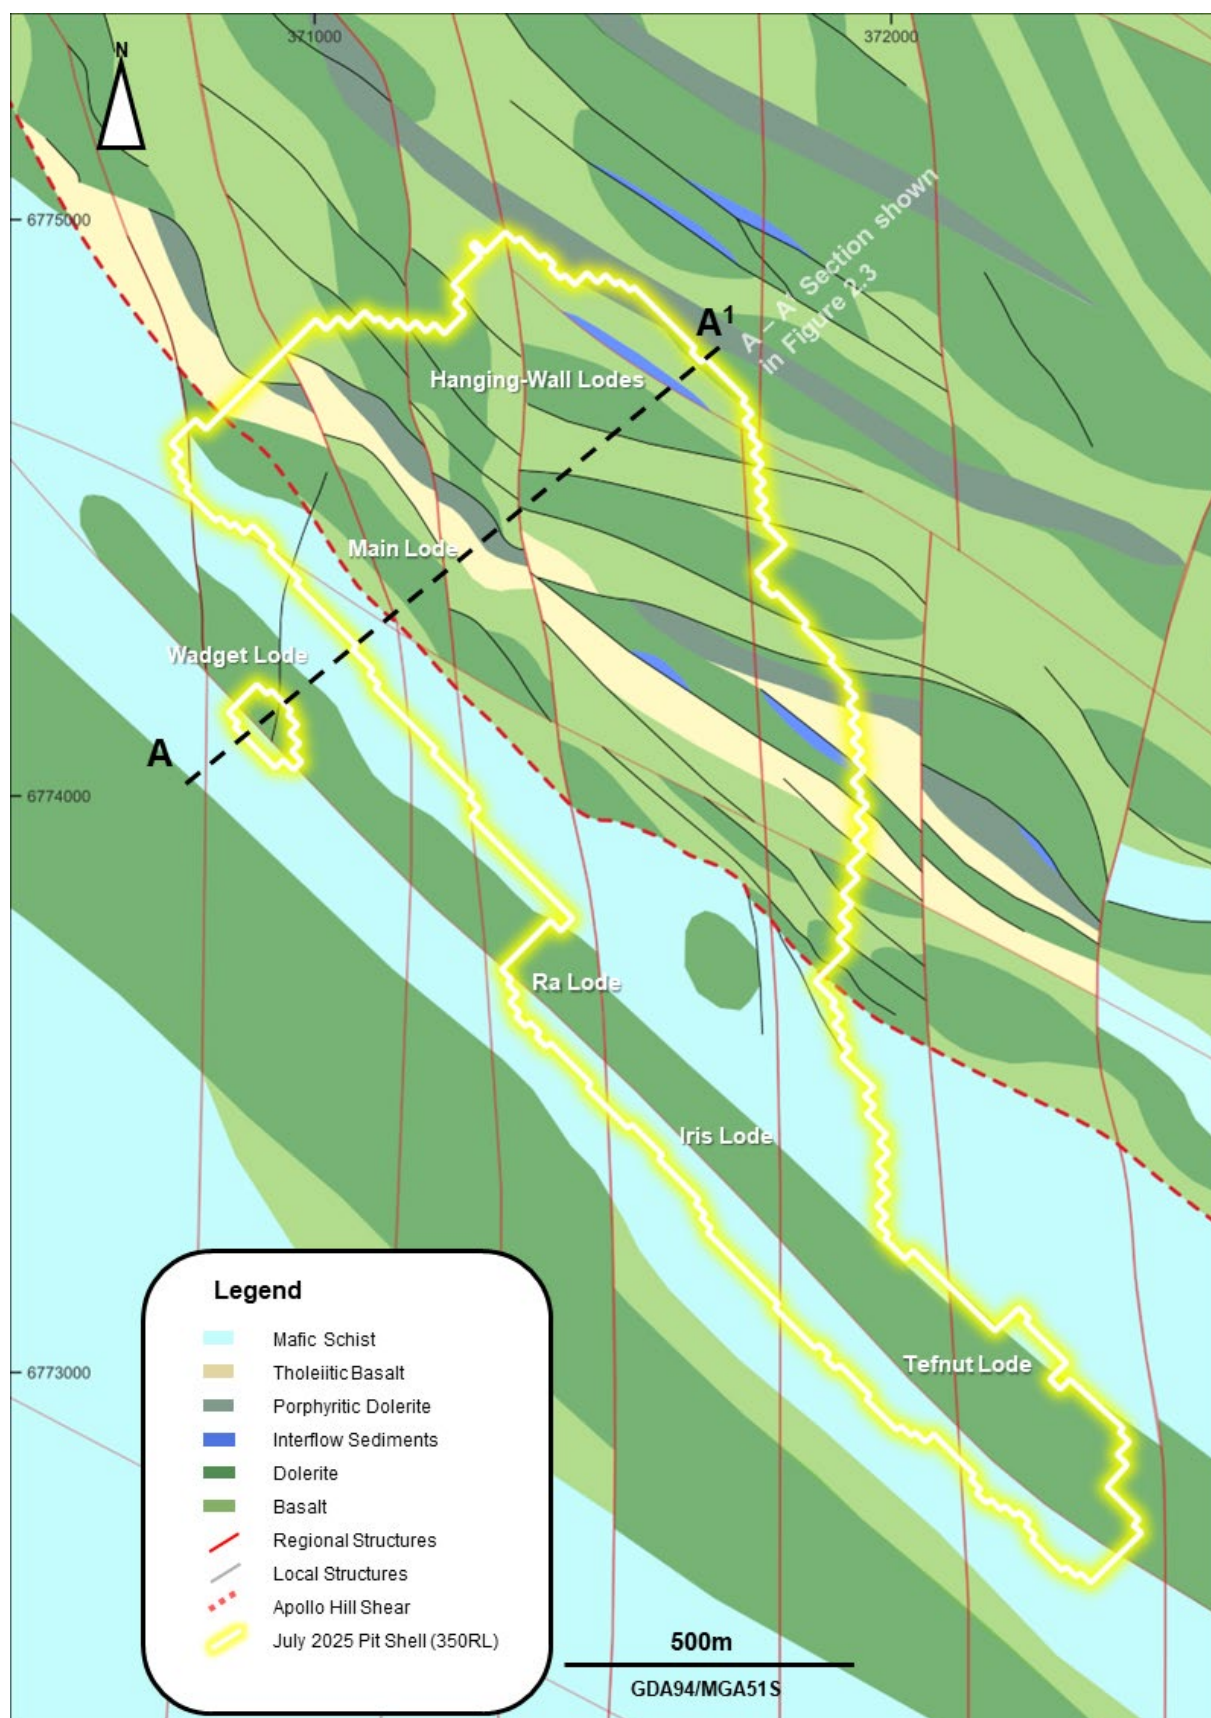 371000
372000
N
6775000
A – A' Section shown
in Figure 2.3
A¹
Hanging-Wall Lodes
Main Lode
Wadget Lode
A
6774000
Ra Lode
Iris Lode
Tefnut Lode
6773000
Legend
Mafic Schist
Tholeiitic Basalt
Porphyritic Dolerite
Interflow Sediments
Dolerite
Basalt
Regional Structures
Local Structures
Apollo Hill Shear
July 2025 Pit Shell (350RL)
500m
GDA94/MGA51S